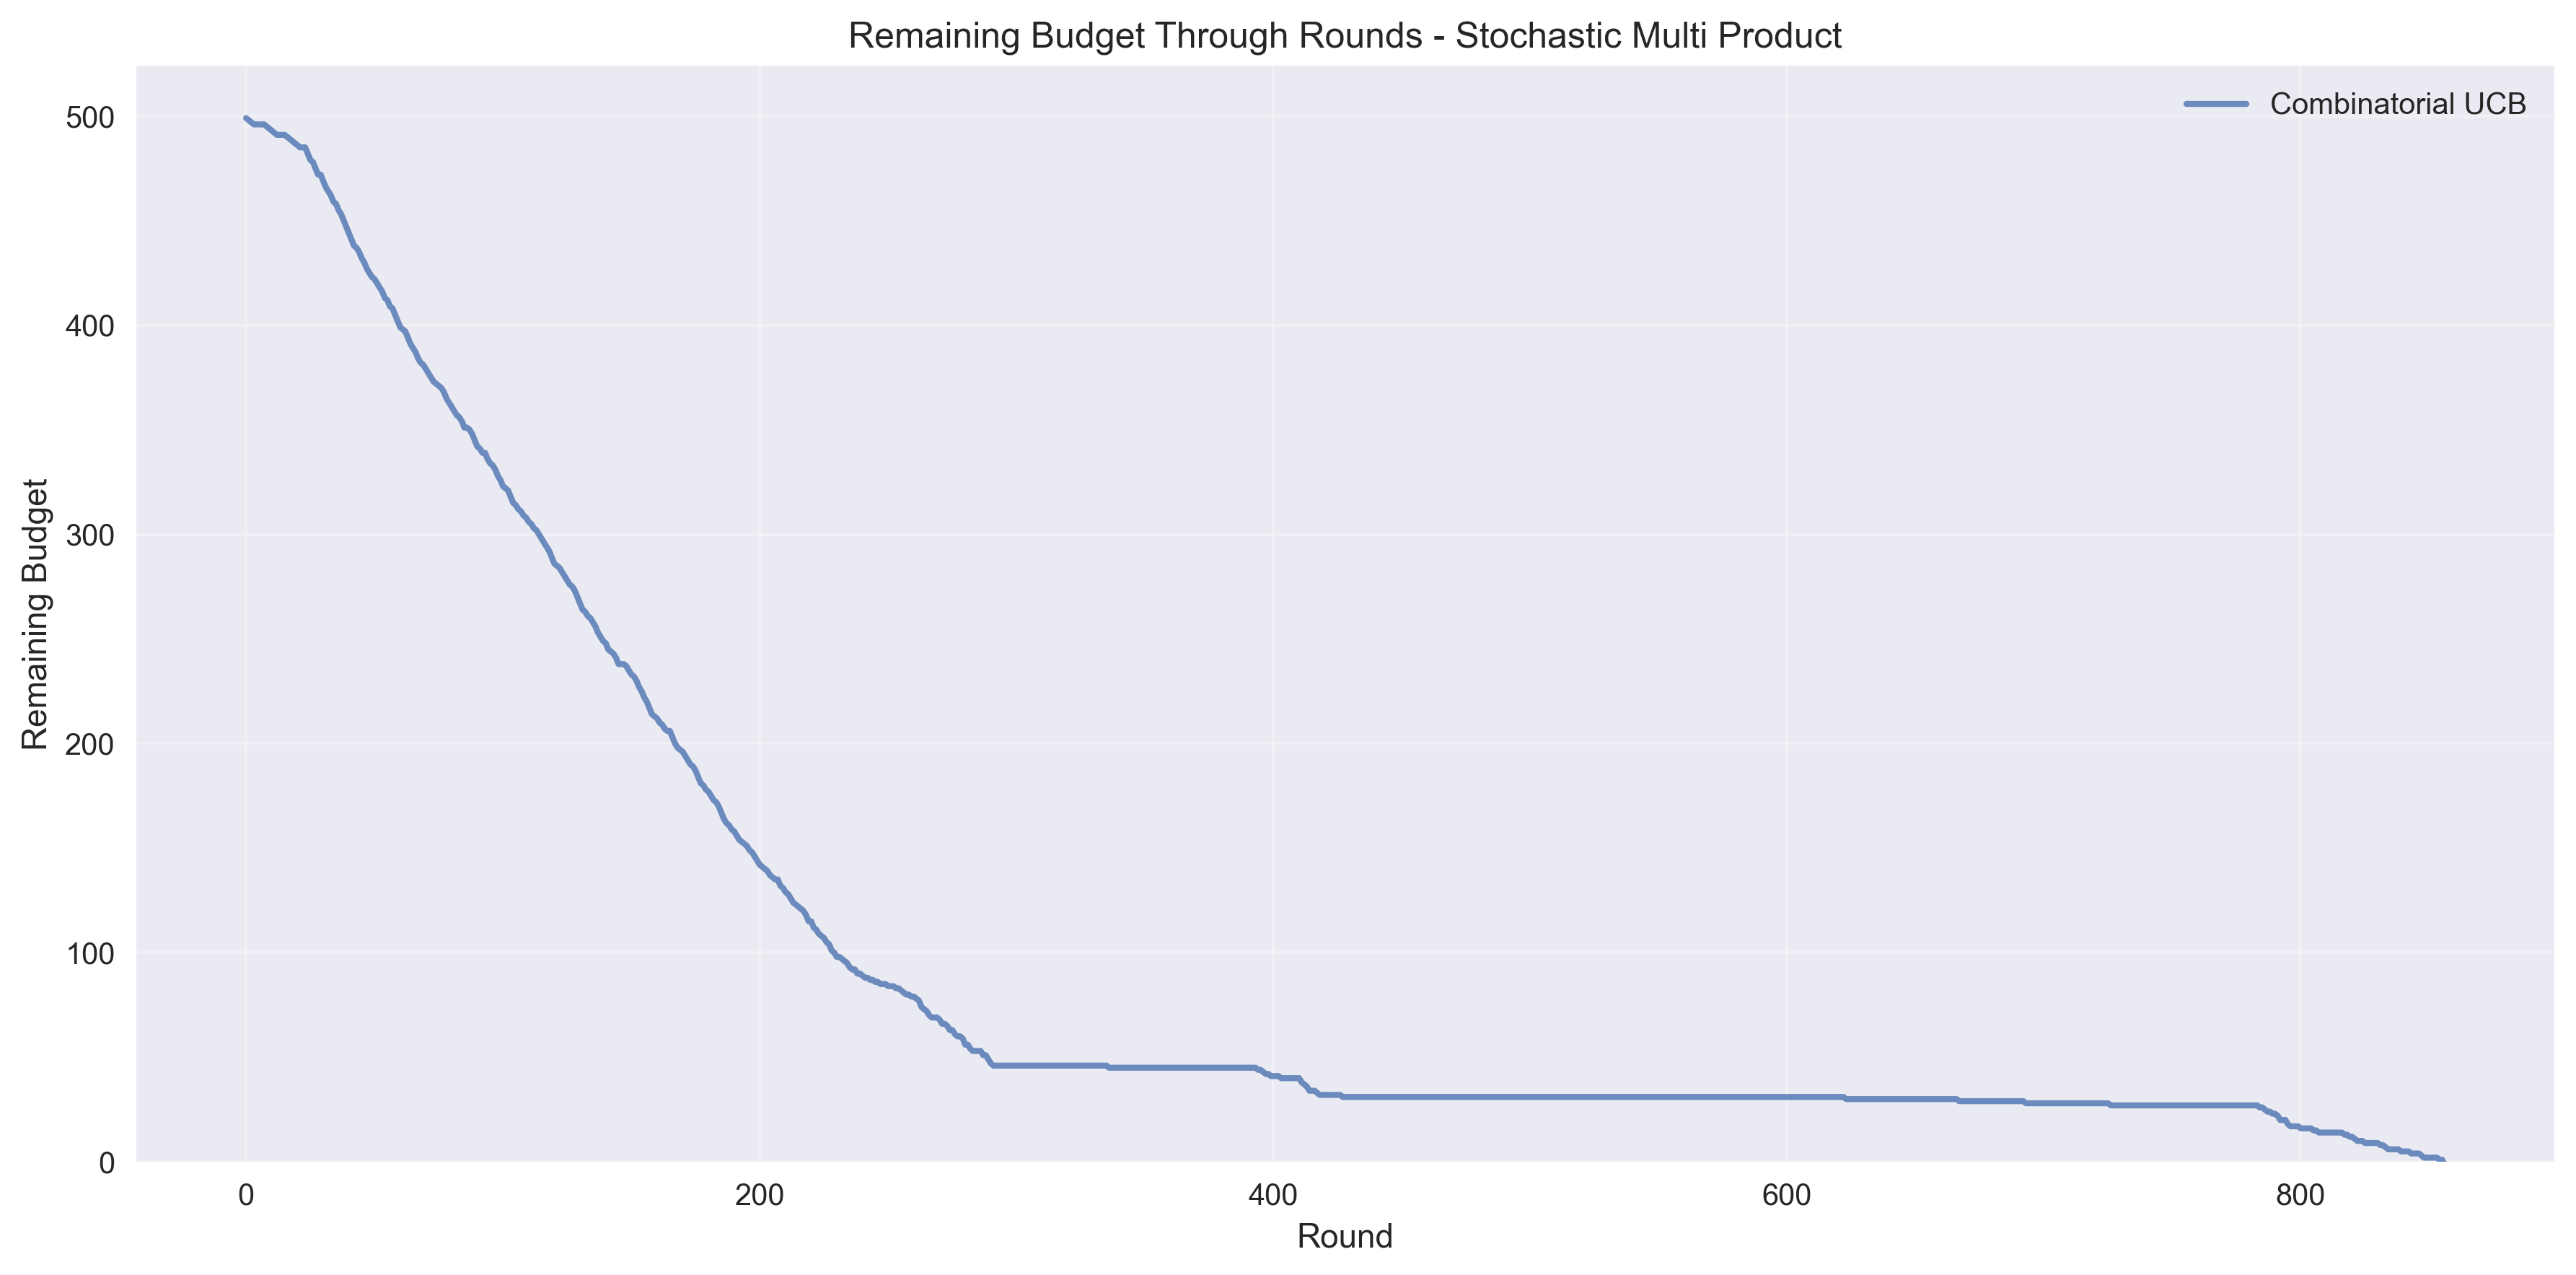 Remaining Budget Through Rounds - Stochastic Multi Product
Combinatorial UCB
Remaining Budget
500
400
300
200
100
0
0 200 400 600 800
Round